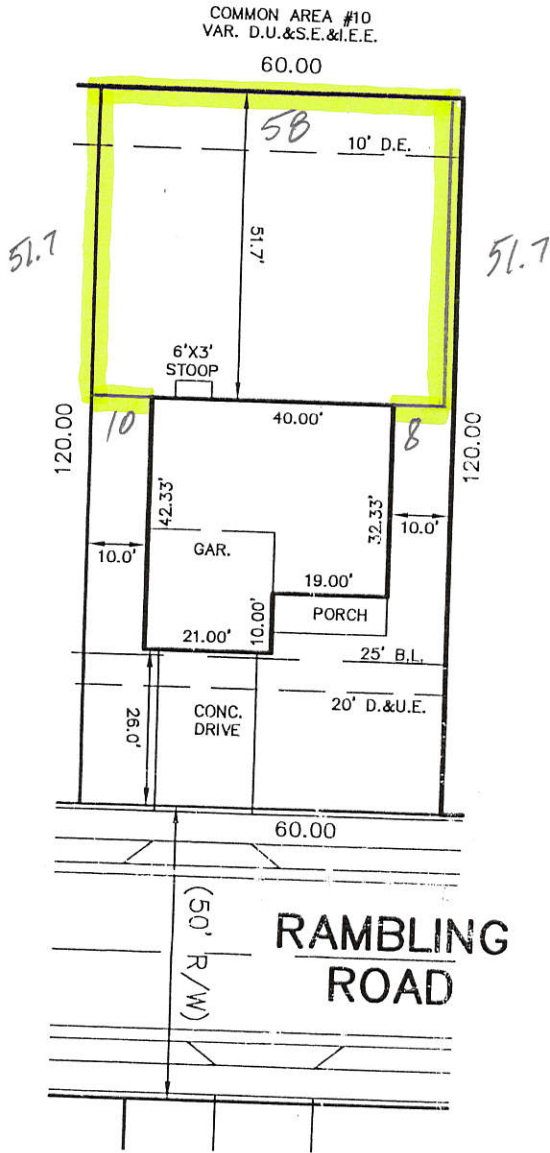 COMMON AREA #10
VAR. D.U.&S.E.&I.E.E.
60.00
58
10' D.E.
51.7
51.7'
51.7
6'X3'
STOOP
10
40.00'
8
120.00
120.00
42.33'
32.33'
10.0'
10.0'
GAR.
19.00'
PORCH
21.00'
10.00'
25' B.L.
20' D.&U.E.
26.0'
CONC.
DRIVE
60.00
(50' R/W)
RAMBLING
ROAD